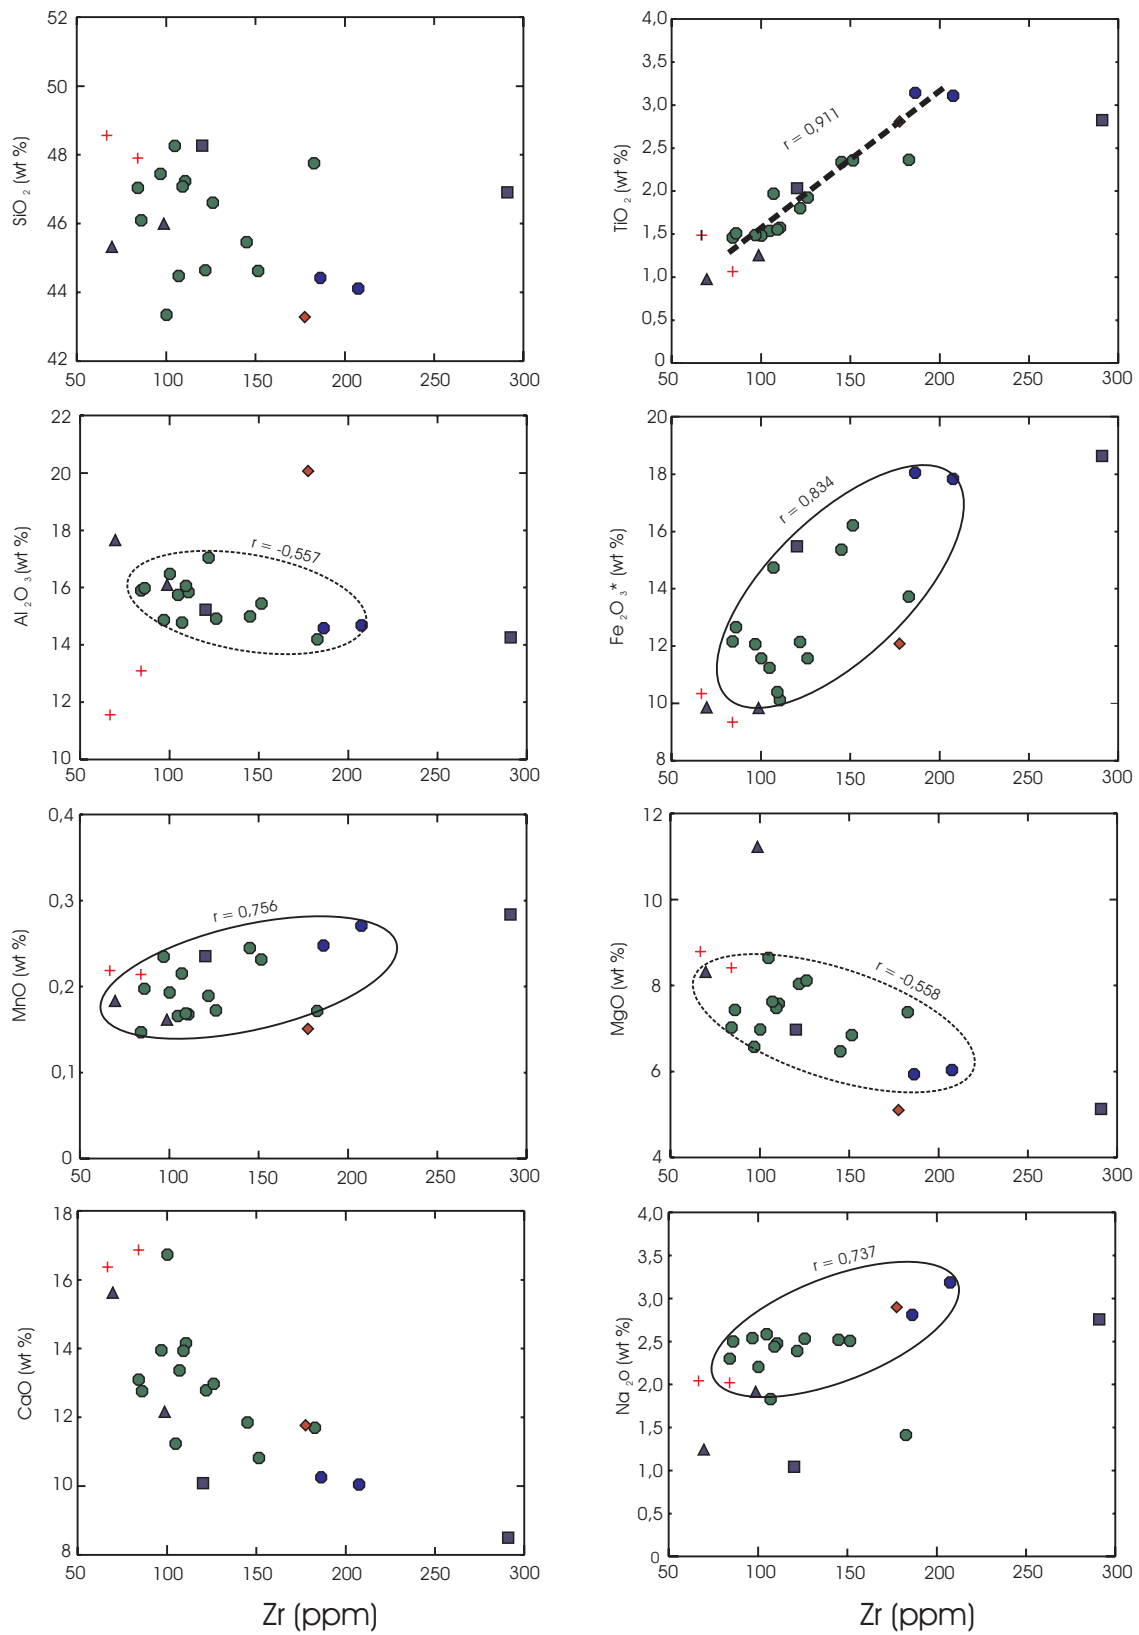 52
50
48
46
44
42
SiO₂ (wt %)
50 100 150 200 250 300
4,0
3,5
3,0
2,5
2,0
1,5
1,0
0,5
0
TiO₂ (wt %)
r = 0,911
50 100 150 200 250 300
22
20
18
16
14
12
10
Al₂O₃ (wt %)
r = -0,557
50 100 150 200 250 300
20
18
16
14
12
10
8
Fe₂O₃* (wt %)
r = 0,834
50 100 150 200 250 300
0,4
0,3
0,2
0,1
0
MnO (wt %)
r = 0,756
50 100 150 200 250 300
12
10
8
6
4
MgO (wt %)
r = -0,558
50 100 150 200 250 300
18
16
14
12
10
8
CaO (wt %)
50 100 150 200 250 300
Zr (ppm)
4,0
3,5
3,0
2,5
2,0
1,5
1,0
0,5
0
Na₂o (wt %)
r = 0,737
50 100 150 200 250 300
Zr (ppm)